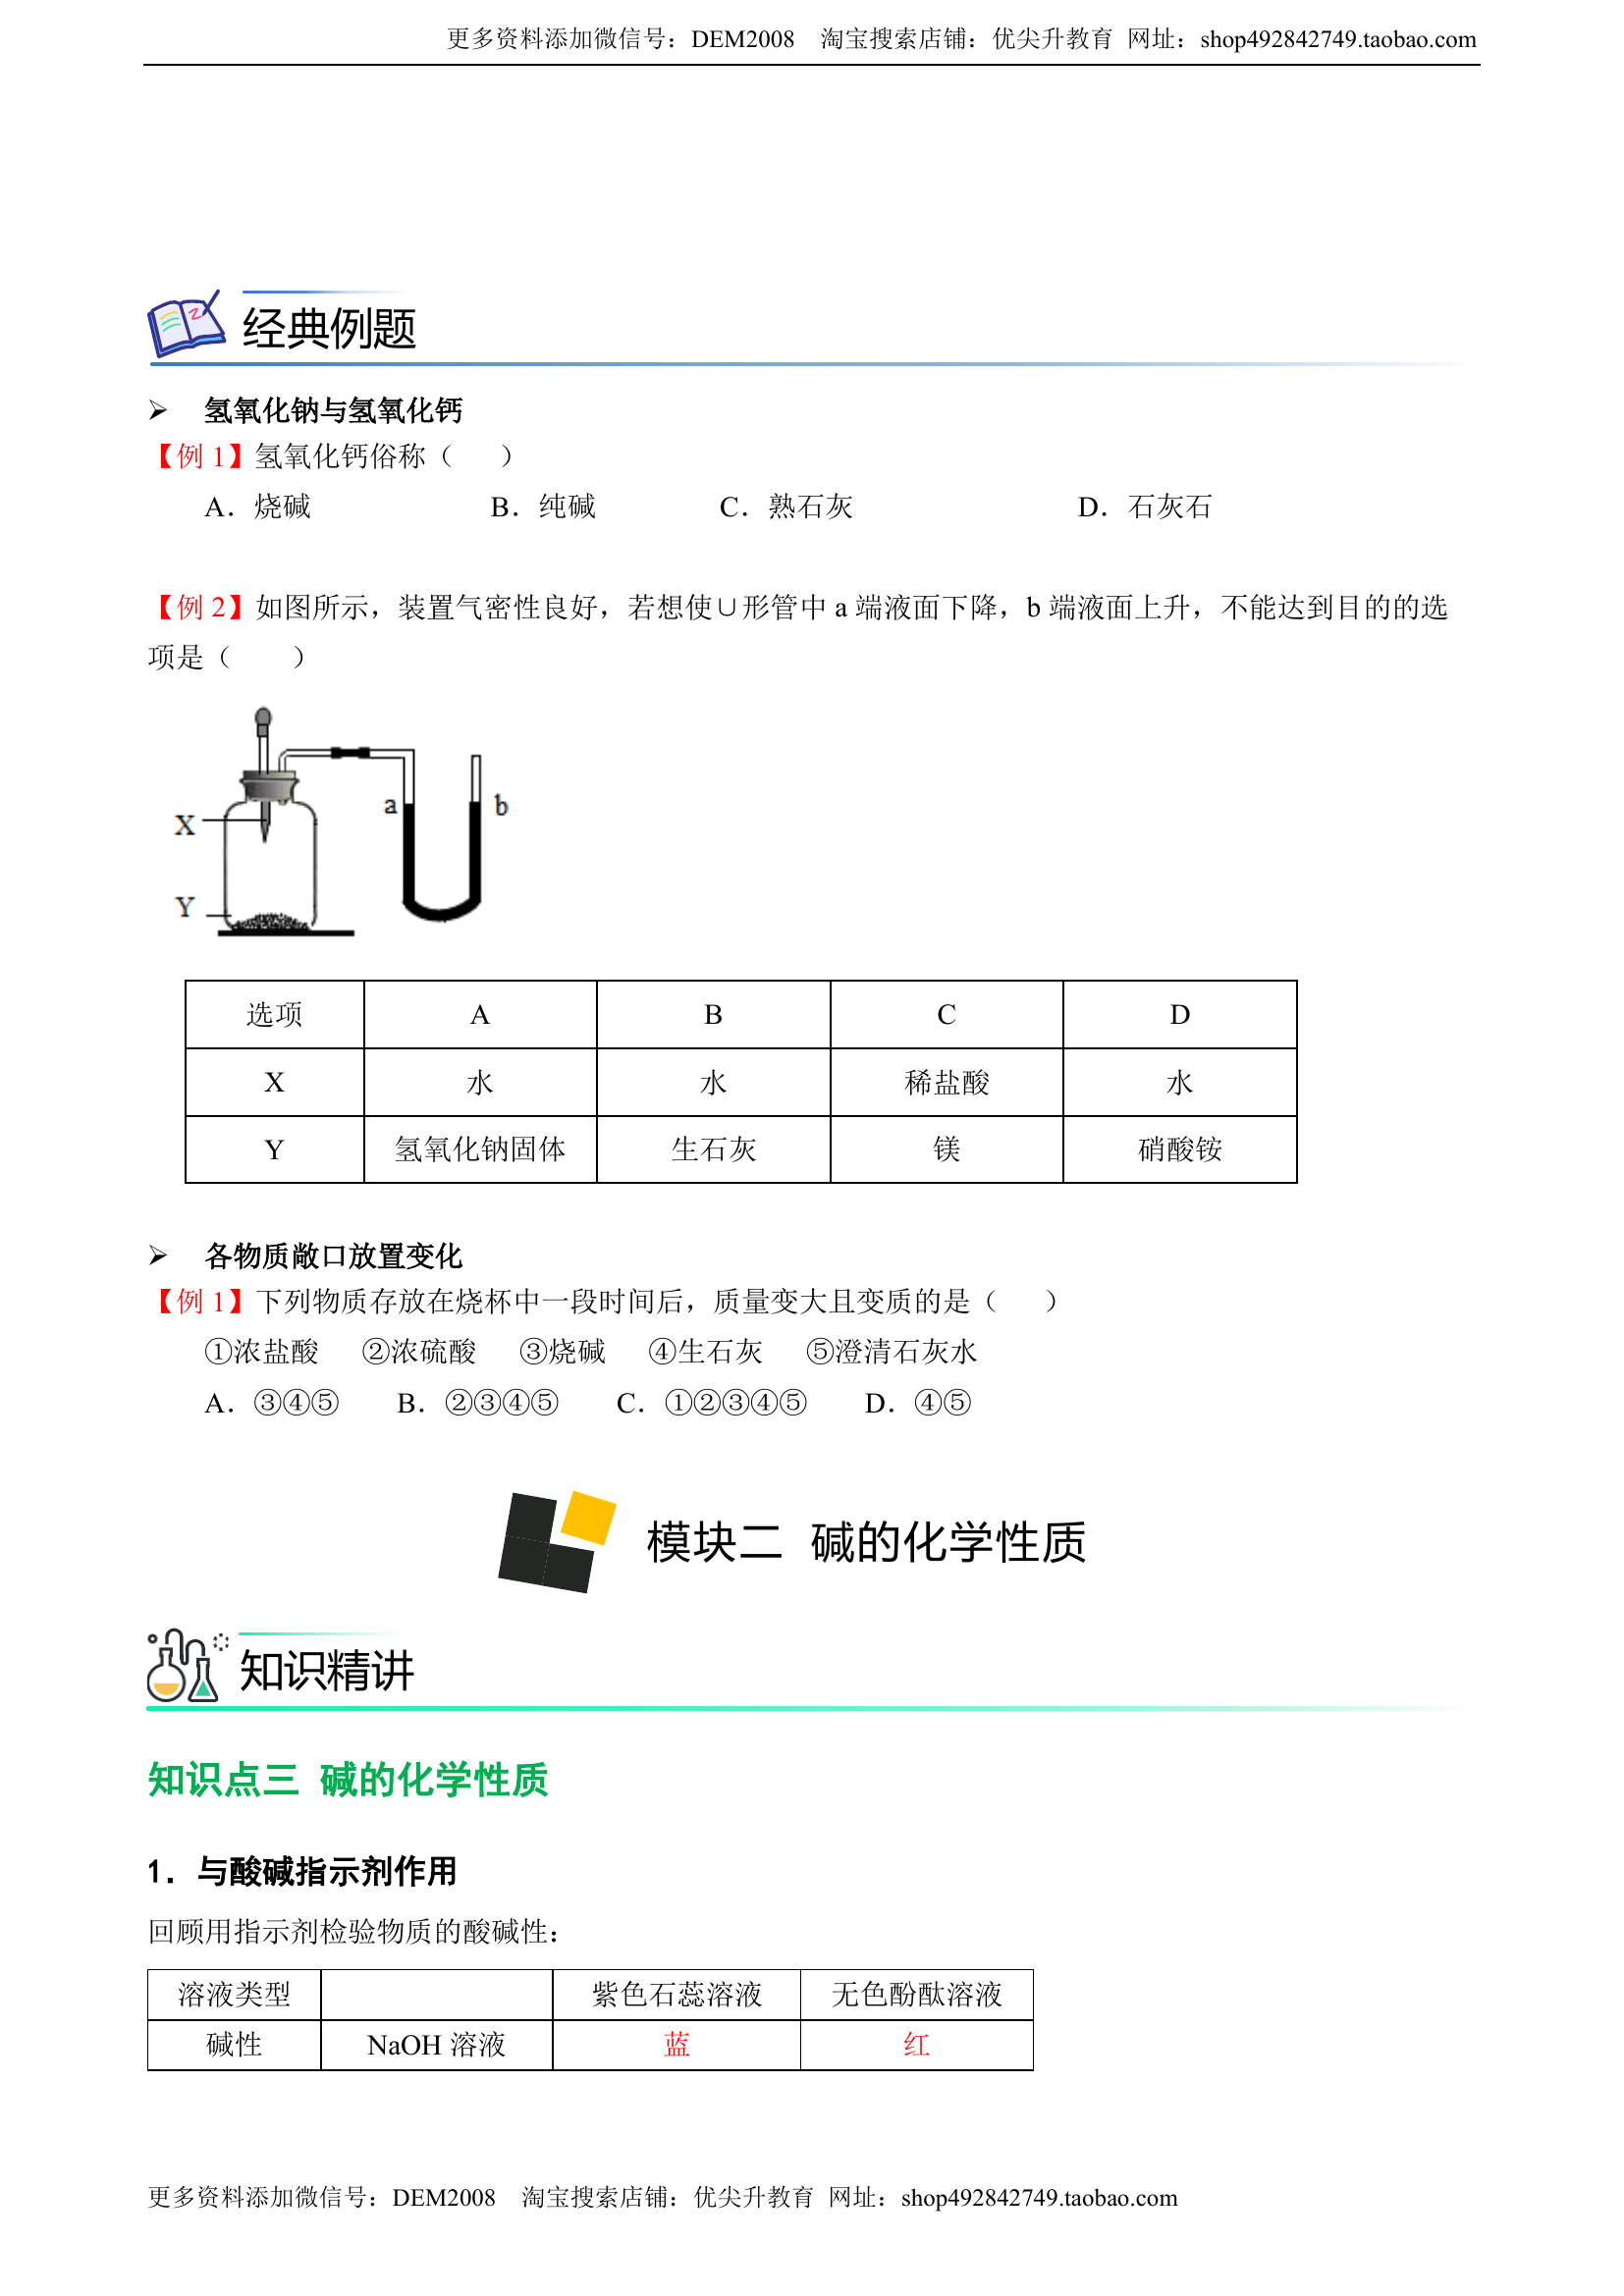 更多资料添加微信号：DEM2008 淘宝搜索店铺：优尖升教育 网址：shop492842749.taobao.com
经典例题
➢ 氢氧化钠与氢氧化钙
【例 1】氢氧化钙俗称（ ）
A．烧碱 B．纯碱 C．熟石灰 D．石灰石
【例 2】如图所示，装置气密性良好，若想使∪形管中 a 端液面下降，b 端液面上升，不能达到目的的选
项是（ ）
a b
X
Y
选项 A B C D
X 水 水 稀盐酸 水
Y 氢氧化钠固体 生石灰 镁 硝酸铵
➢ 各物质敞口放置变化
【例 1】下列物质存放在烧杯中一段时间后，质量变大且变质的是（ ）
①浓盐酸 ②浓硫酸 ③烧碱 ④生石灰 ⑤澄清石灰水
A．③④⑤ B．②③④⑤ C．①②③④⑤ D．④⑤
模块二 碱的化学性质
知识精讲
知识点三 碱的化学性质
1．与酸碱指示剂作用
回顾用指示剂检验物质的酸碱性：
溶液类型 紫色石蕊溶液 无色酚酞溶液
碱性 NaOH 溶液 蓝 红
更多资料添加微信号：DEM2008 淘宝搜索店铺：优尖升教育 网址：shop492842749.taobao.com